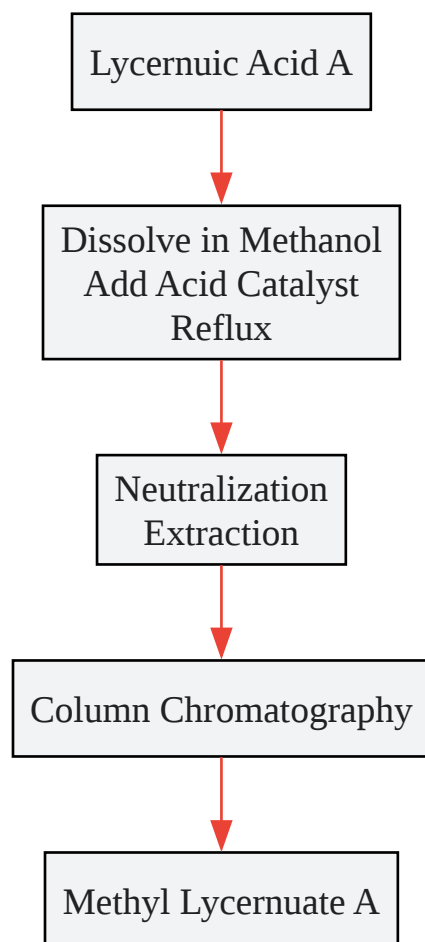 Lycernuic Acid A
Dissolve in Methanol
Add Acid Catalyst
Reflux
Neutralization
Extraction
Column Chromatography
Methyl Lycernuate A